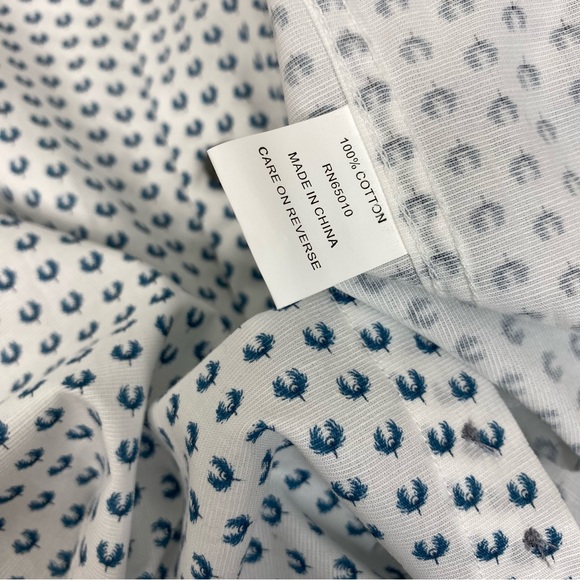 100% COTTON
RN65010
MADE IN CHINA
CARE ON REVERSE